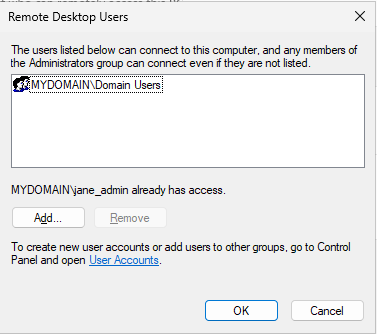 Remote Desktop Users
The users listed below can connect to this computer, and any members of
the Administrators group can connect even if they are not listed.
MYDOMAIN\Domain Users
MYDOMAIN\jane_admin already has access.
Add...
Remove
To create new user accounts or add users to other groups, go to Control
Panel and open User Accounts.
OK
Cancel